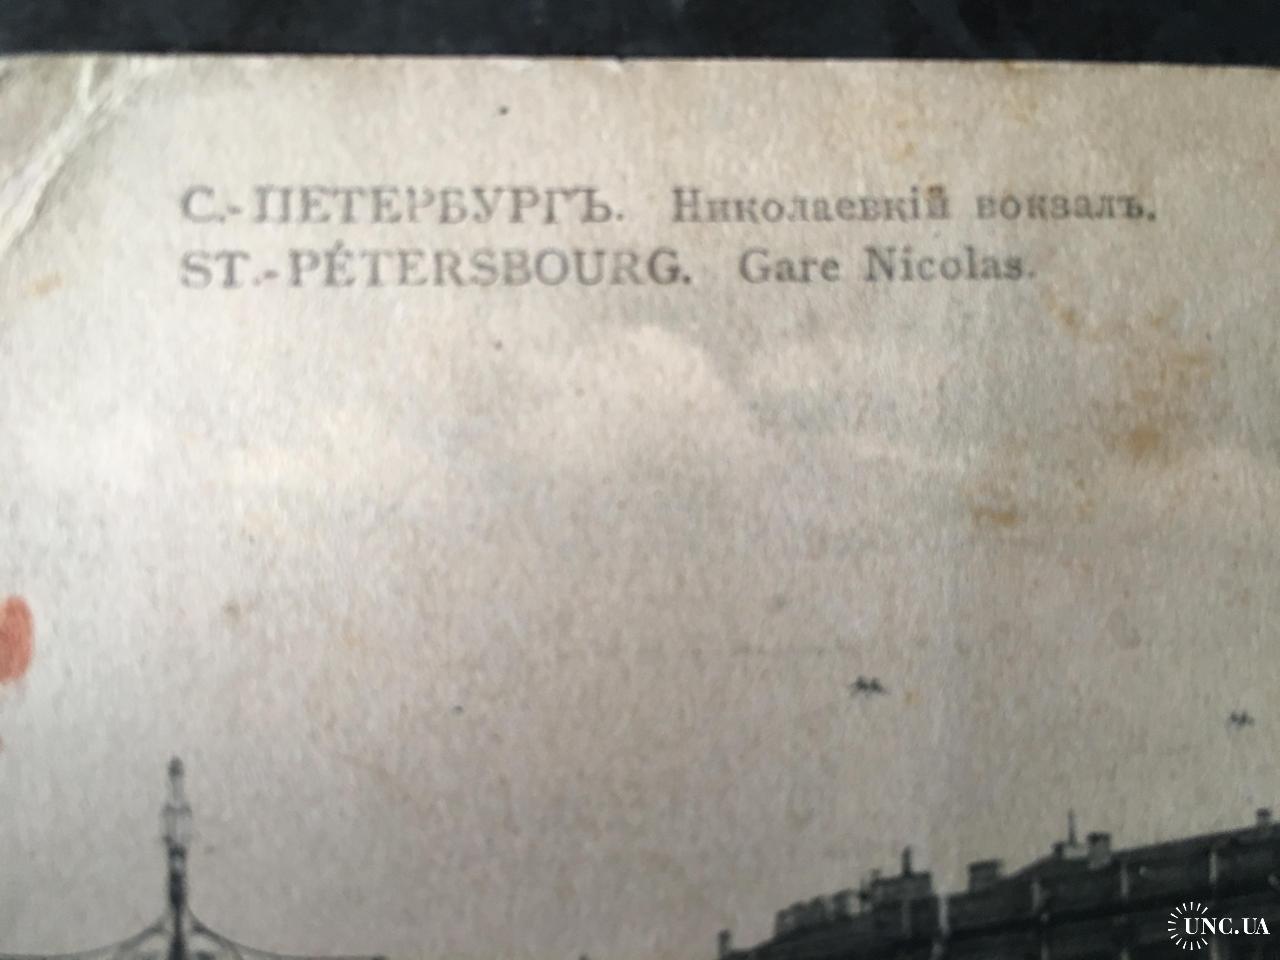 С.-ПЕТЕРБУРГЪ. Николаевкій вокзалъ.
ST.-PÉTERSBOURG. Gare Nicolas.
UNC.UA